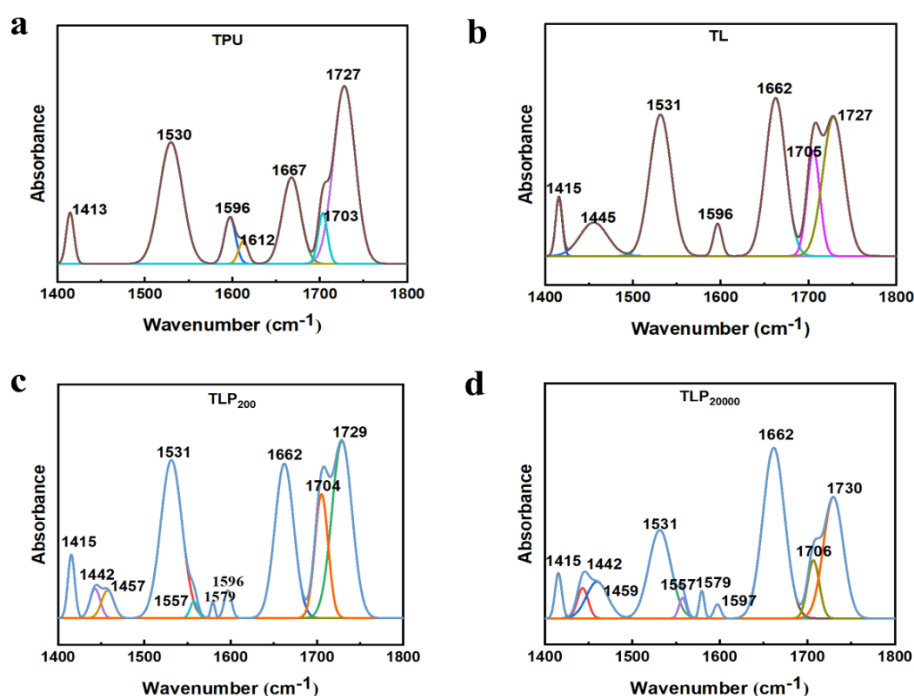 a
TPU
1727
1530
1667
1596
1413
1612
1703
Absorbance
1400 1500 1600 1700 1800
Wavenumber (cm-1)
b
TL
1662
1727
1531
1705
1415
1445
1596
Absorbance
1400 1500 1600 1700 1800
Wavenumber (cm-1)
c
TLP200
1729
1531
1662
1704
1415
1442
1457
1596
1557
1579
Absorbance
1400 1500 1600 1700 1800
Wavenumber (cm-1)
d
TLP20000
1662
1730
1531
1415
1442
1706
1459
1557
1579
1597
Absorbance
1400 1500 1600 1700 1800
Wavenumber (cm-1)